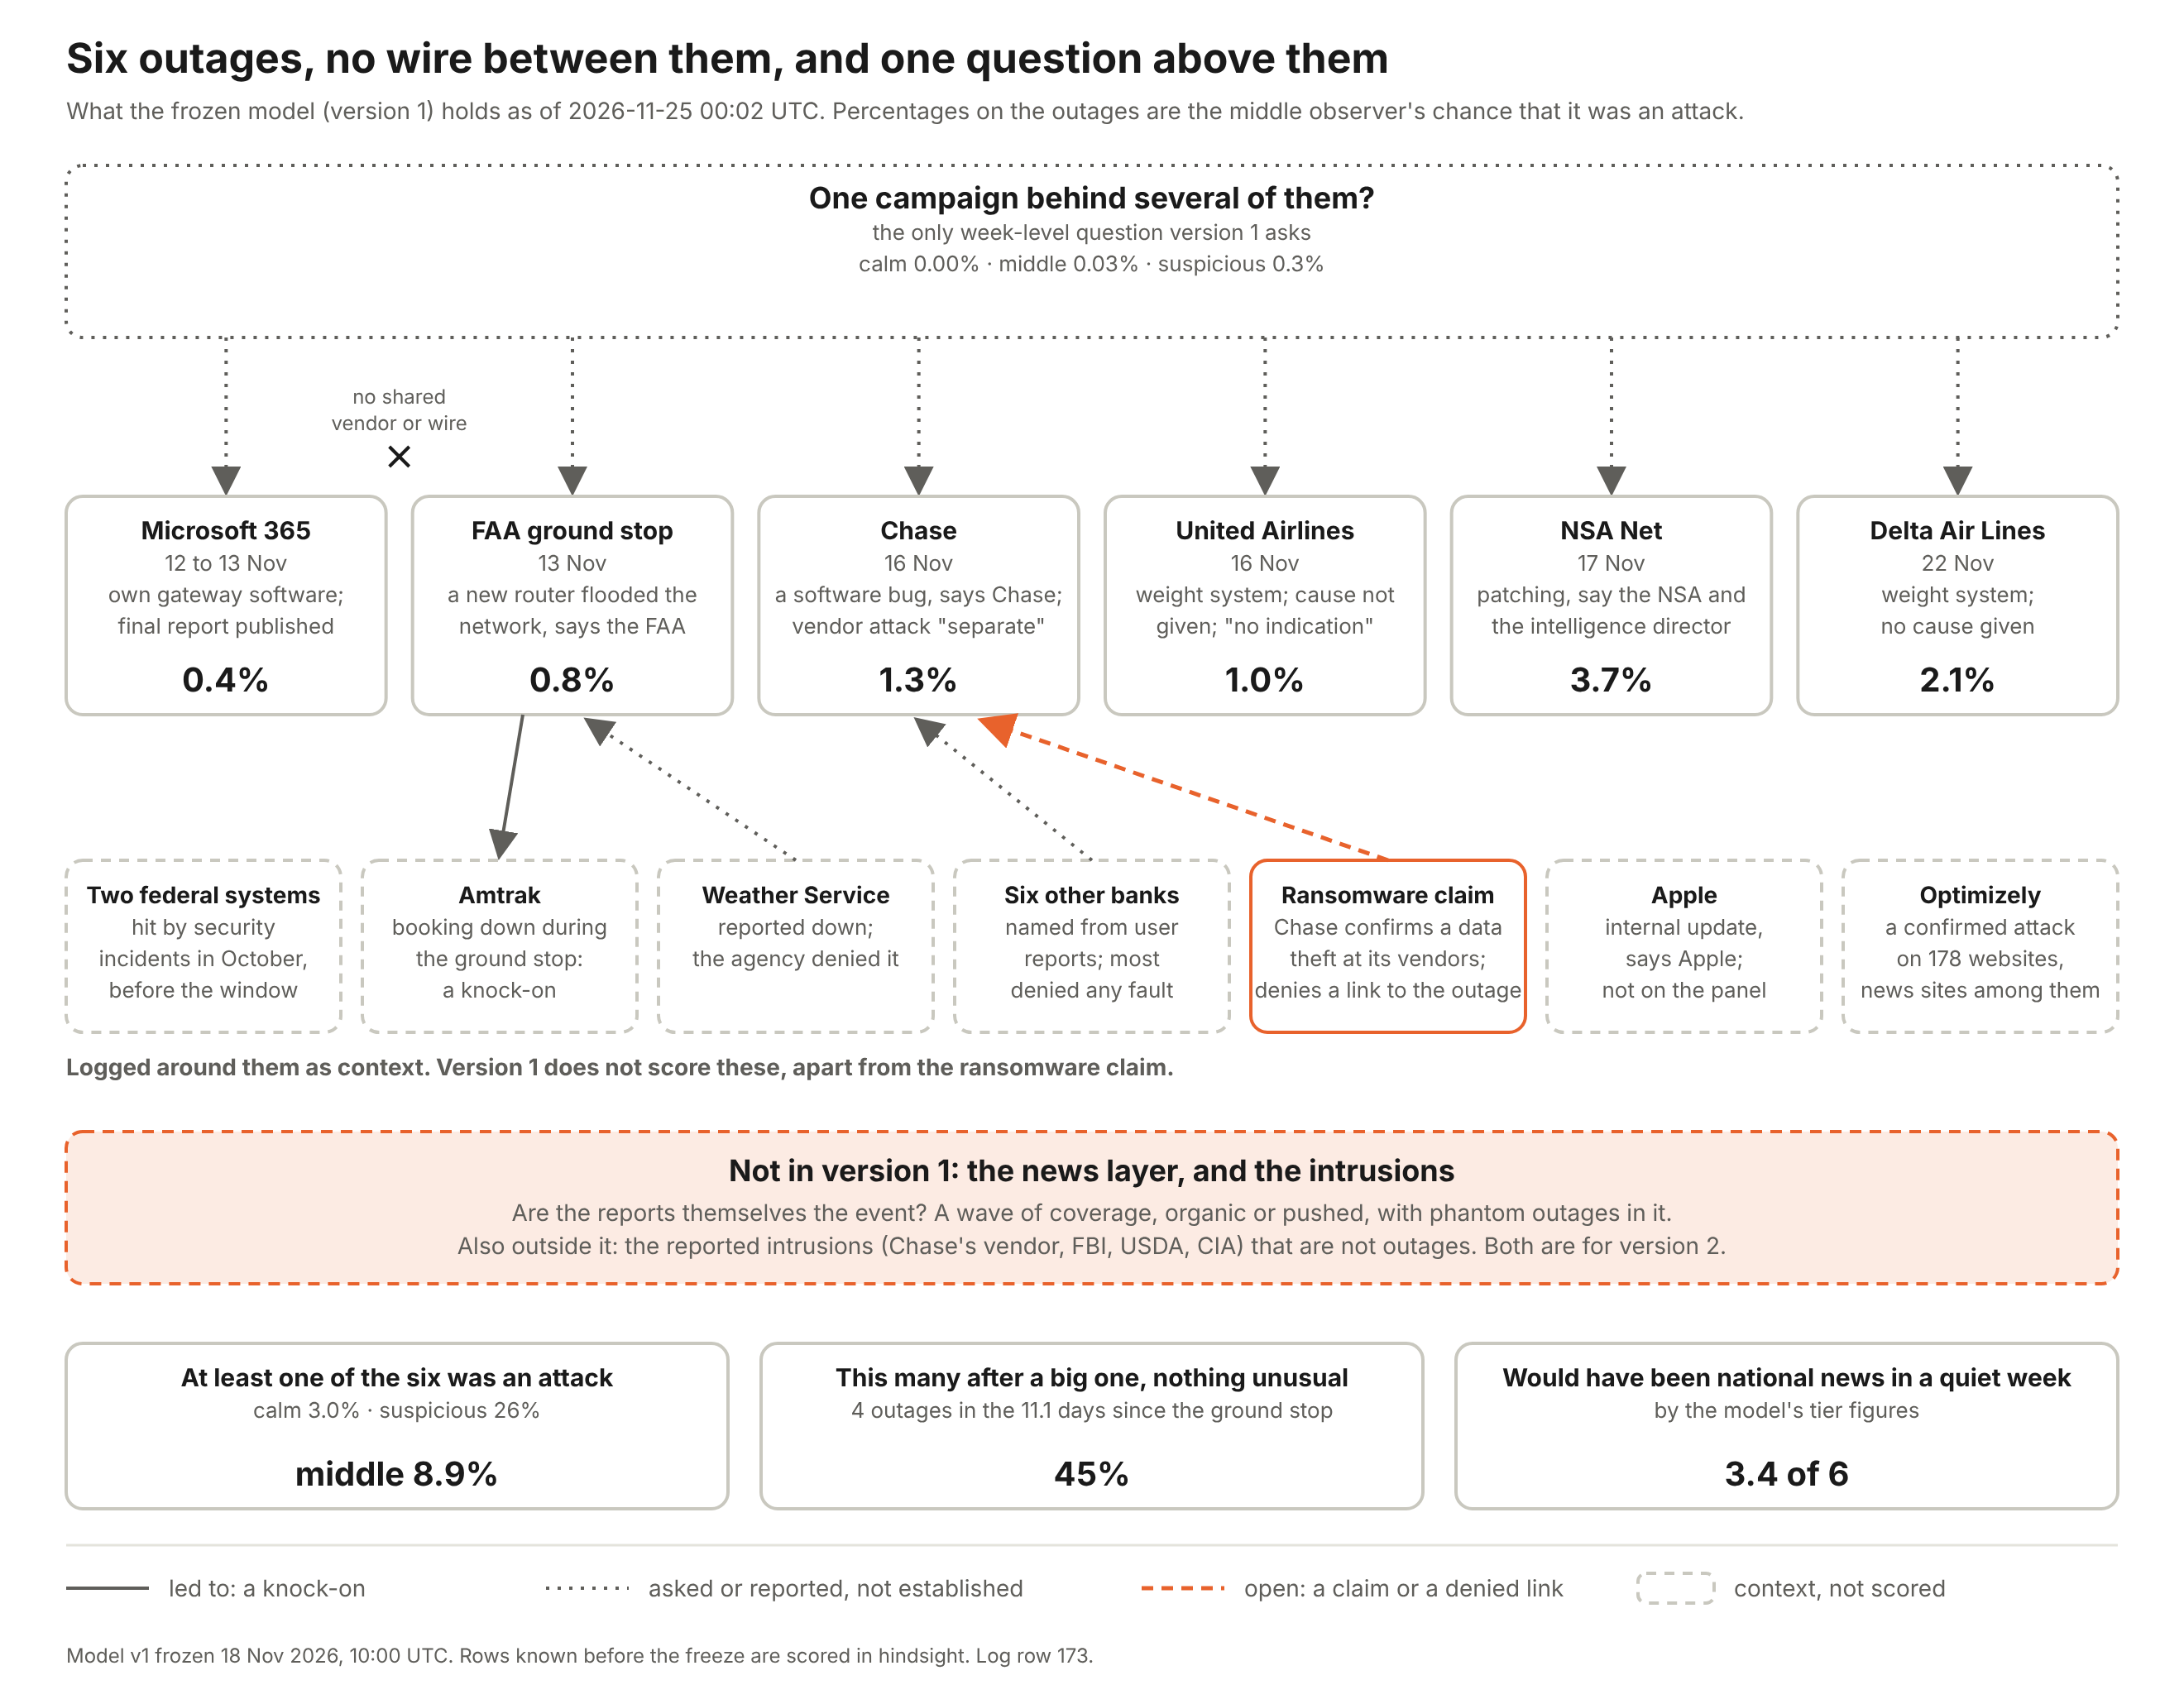 Six outages, no wire between them, and one question above them
What the frozen model (version 1) holds as of 2026-11-25 00:02 UTC. Percentages on the outages are the middle observer's chance that it was an attack.
One campaign behind several of them?
the only week-level question version 1 asks
calm 0.00% · middle 0.03% · suspicious 0.3%
no shared
vendor or wire
Microsoft 365
12 to 13 Nov
own gateway software;
final report published
0.4%
FAA ground stop
13 Nov
a new router flooded the
network, says the FAA
0.8%
Chase
16 Nov
a software bug, says Chase;
vendor attack "separate"
1.3%
United Airlines
16 Nov
weight system; cause not
given; "no indication"
1.0%
NSA Net
17 Nov
patching, say the NSA and
the intelligence director
3.7%
Delta Air Lines
22 Nov
weight system;
no cause given
2.1%
Two federal systems
hit by security
incidents in October,
before the window
Amtrak
booking down during
the ground stop:
a knock-on
Weather Service
reported down;
the agency denied it
Six other banks
named from user
reports; most
denied any fault
Ransomware claim
Chase confirms a data
theft at its vendors;
denies a link to the outage
Apple
internal update,
says Apple;
not on the panel
Optimizely
a confirmed attack
on 178 websites,
news sites among them
Logged around them as context. Version 1 does not score these, apart from the ransomware claim.
Not in version 1: the news layer, and the intrusions
Are the reports themselves the event? A wave of coverage, organic or pushed, with phantom outages in it.
Also outside it: the reported intrusions (Chase's vendor, FBI, USDA, CIA) that are not outages. Both are for version 2.
At least one of the six was an attack
calm 3.0% · suspicious 26%
middle 8.9%
This many after a big one, nothing unusual
4 outages in the 11.1 days since the ground stop
45%
Would have been national news in a quiet week
by the model's tier figures
3.4 of 6
led to: a knock-on
asked or reported, not established
open: a claim or a denied link
context, not scored
Model v1 frozen 18 Nov 2026, 10:00 UTC. Rows known before the freeze are scored in hindsight. Log row 173.